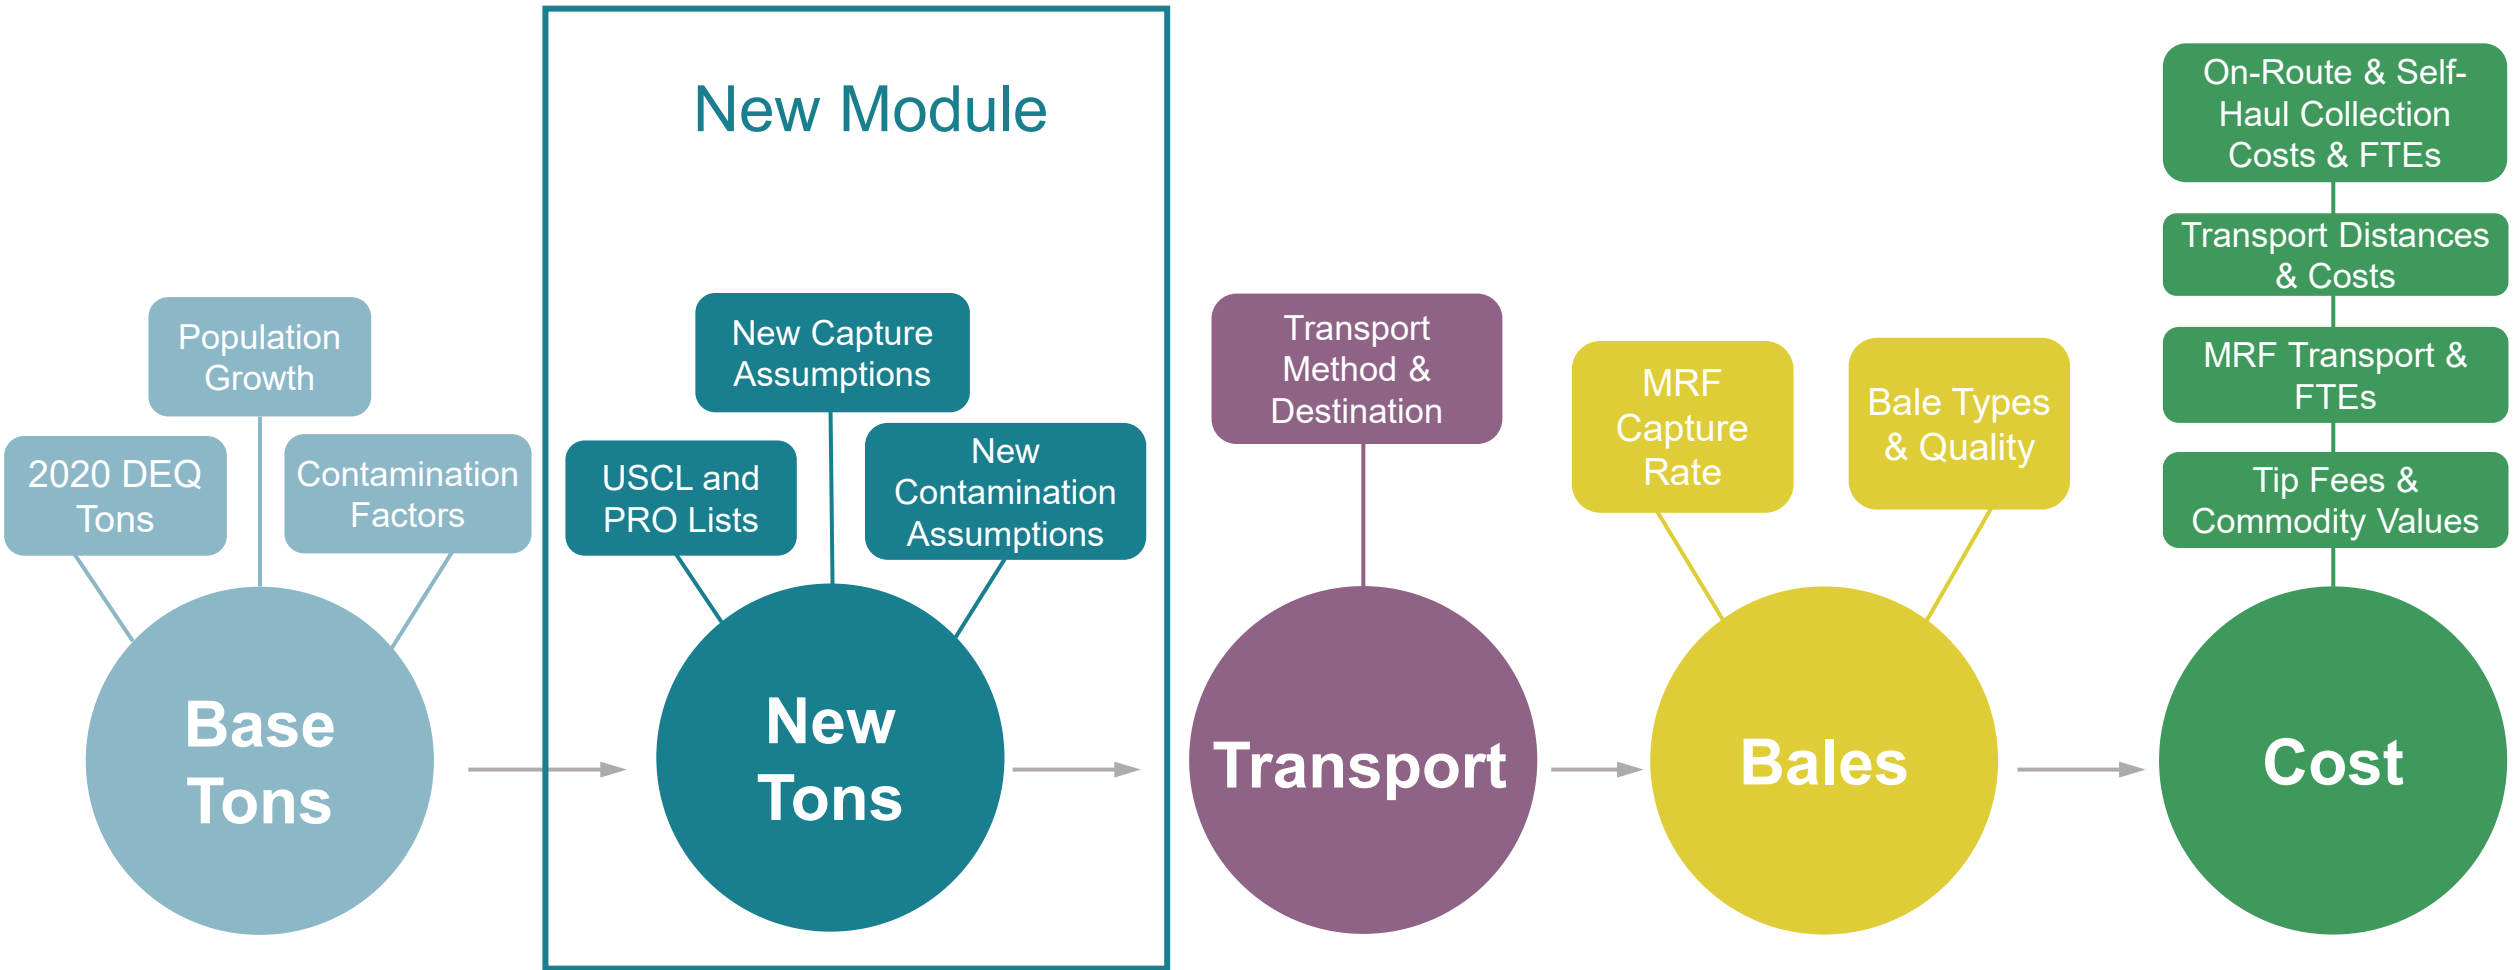 New Module
Population
Growth
2020 DEQ
Tons
Contamination
Factors
Base
Tons
New Capture
Assumptions
USCL and
PRO Lists
New
Contamination
Assumptions
New
Tons
Transport
Method &
Destination
Transport
MRF
Capture
Rate
Bale Types
& Quality
Bales
On-Route & Self-
Haul Collection
Costs & FTEs
Transport Distances
& Costs
MRF Transport &
FTEs
Tip Fees &
Commodity Values
Cost